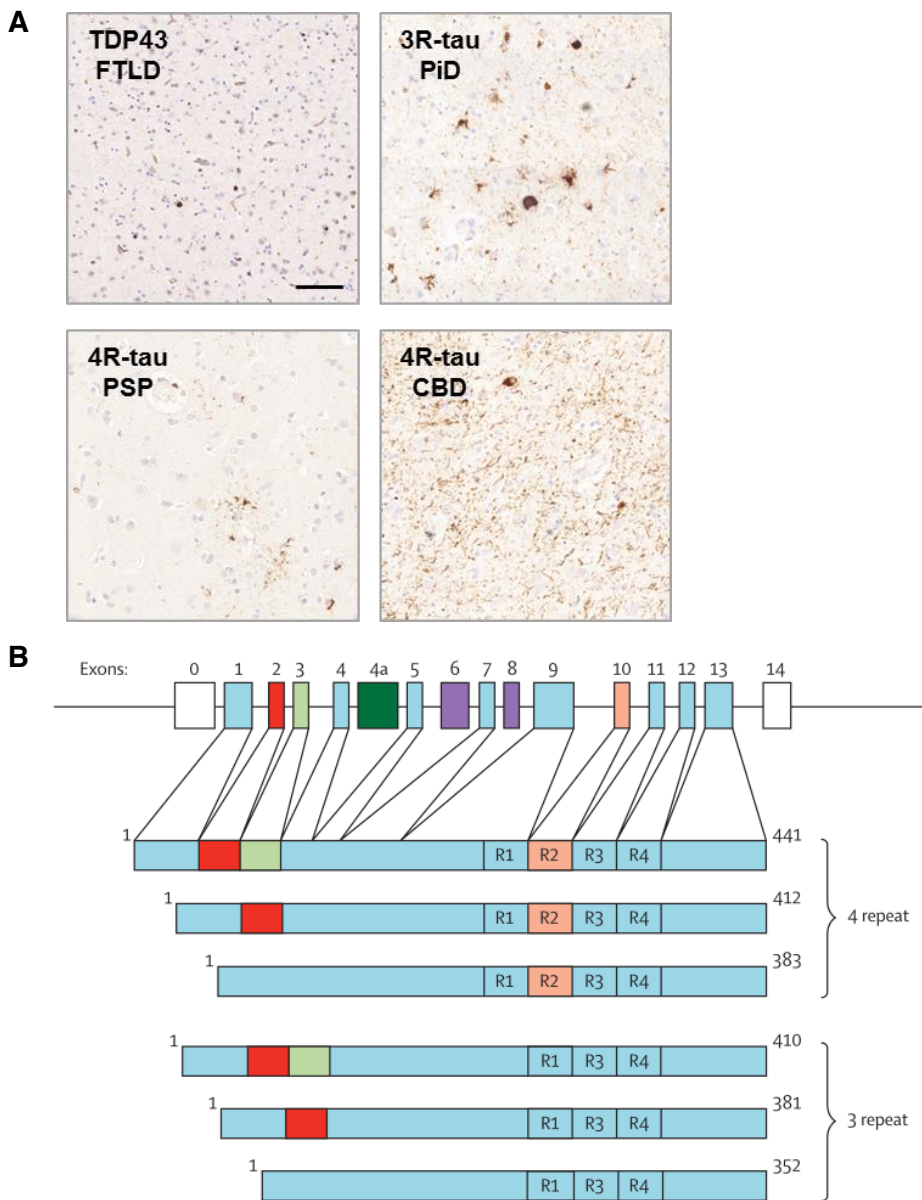 A
TDP43
FTLD
3R-tau
PiD
4R-tau
PSP
4R-tau
CBD
B
Exons: 0 1 2 3 4 4a 5 6 7 8 9 10 11 12 13 14
1 441
R1 R2 R3 R4
1 412
R1 R2 R3 R4
4 repeat
1 383
R1 R2 R3 R4
1 410
R1 R3 R4
1 381
R1 R3 R4
3 repeat
1 352
R1 R3 R4